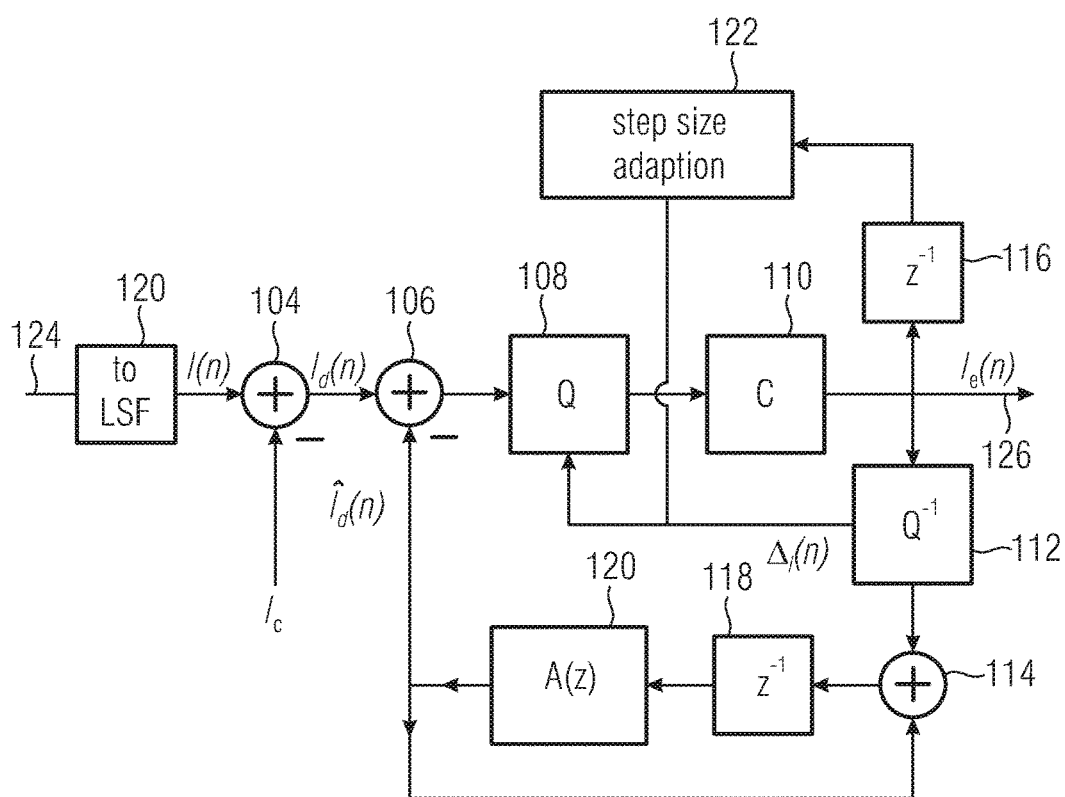 122
step size
adaption
z⁻¹
116
120
104
106
108
110
124
to
LSF
l(n)
+
l_d(n)
+
Q
C
l_e(n)
126
−
−
l_c
l̂_d(n)
Δ_l(n)
Q⁻¹
112
120
A(z)
118
z⁻¹
+
114